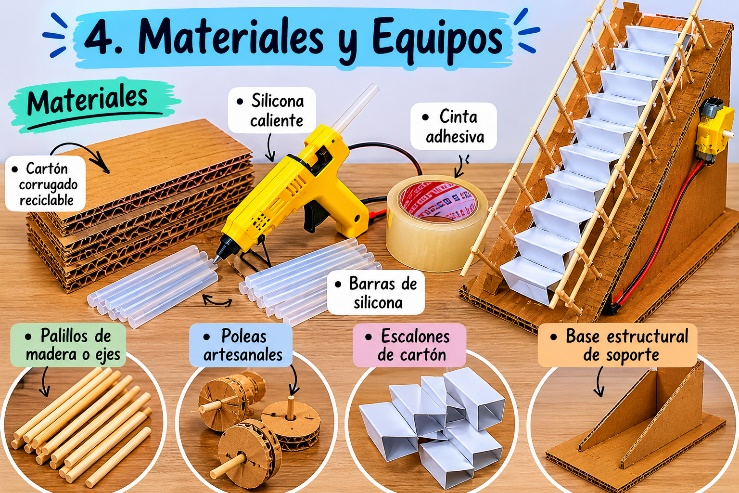 4. Materiales y Equipos
Materiales
• Silicona
caliente
• Cinta
adhesiva
• Cartón
corrugado
reciclable
• Barras de
silicona
• Palillos de
madera o ejes
• Poleas
artesanales
• Escalones
de cartón
• Base estructural
de soporte